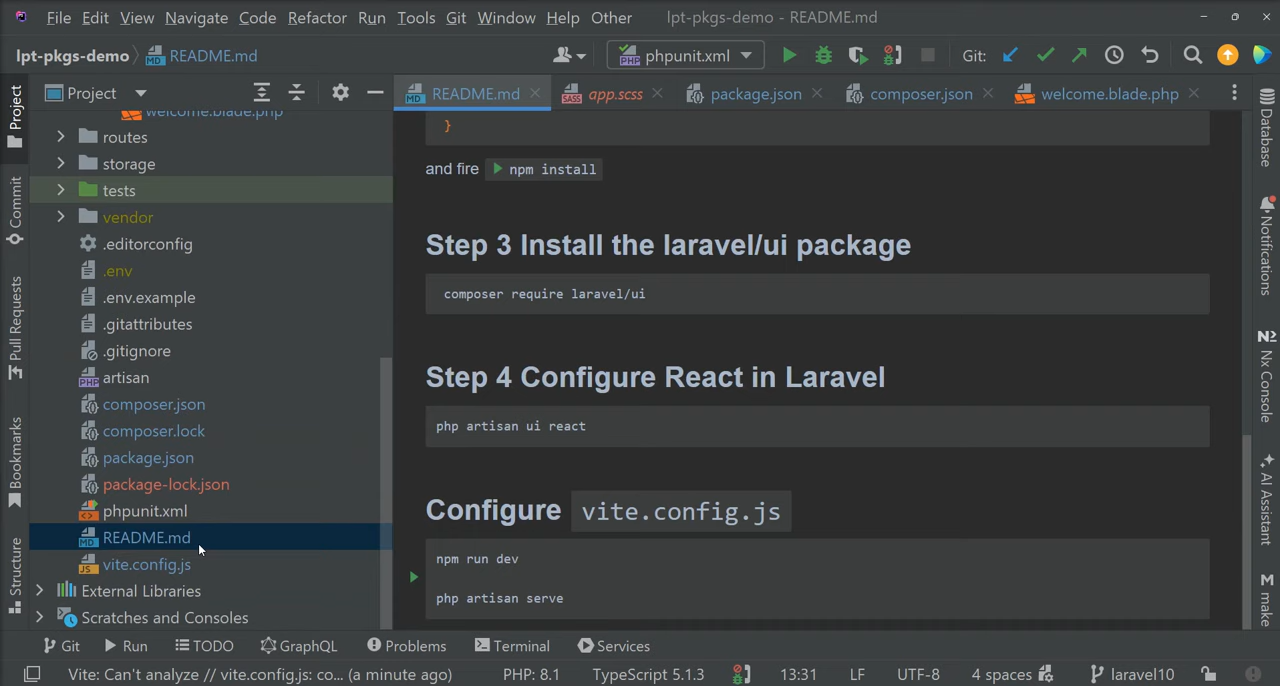 File Edit View Navigate Code Refactor Run Tools Git Window Help Other lpt-pkgs-demo - README.md
lpt-pkgs-demo README.md phpunit.xml Git:
Project README.md app.scss package.json composer.json welcome.blade.php
welcome.blade.php
routes
storage
tests
vendor
.editorconfig
.env
.env.example
.gitattributes
.gitignore
artisan
composer.json
composer.lock
package.json
package-lock.json
phpunit.xml
README.md
vite.config.js
External Libraries
Scratches and Consoles
}
and fire npm install
Step 3 Install the laravel/ui package
composer require laravel/ui
Step 4 Configure React in Laravel
php artisan ui react
Configure vite.config.js
npm run dev
php artisan serve
Project
Commit
Pull Requests
Bookmarks
Structure
Database
Notifications
Nx Console
AI Assistant
M make
Git Run TODO GraphQL Problems Terminal Services
Vite: Can't analyze // vite.config.js: co... (a minute ago) PHP: 8.1 TypeScript 5.1.3 13:31 LF UTF-8 4 spaces laravel10